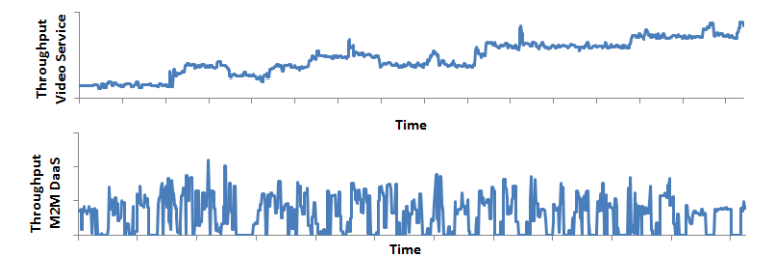 Throughput
Video Service
Time
Throughput
M2M DaaS
Time